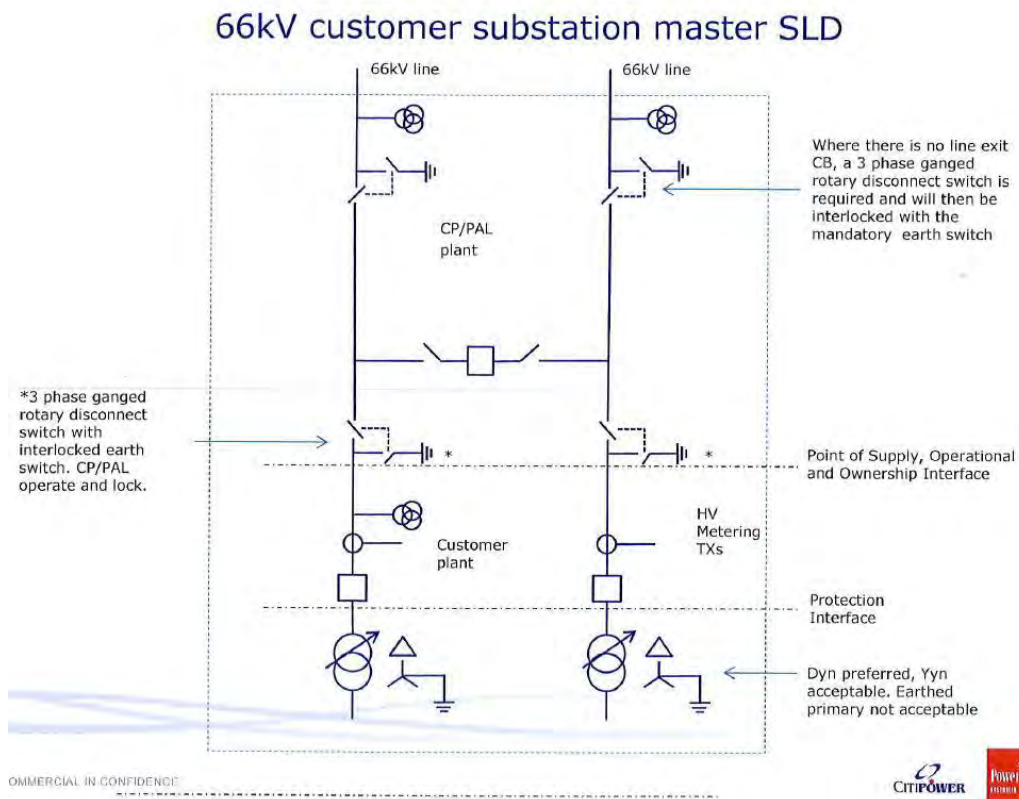 66kV customer substation master SLD
66kV line
66kV line
Where there is no line exit
CB, a 3 phase ganged
rotary disconnect switch is
required and will then be
interlocked with the
mandatory earth switch
CP/PAL
plant
*3 phase ganged
rotary disconnect
switch with
interlocked earth
switch. CP/PAL
operate and lock.
*
*
Point of Supply, Operational
and Ownership Interface
HV
Metering
TXs
Customer
plant
Protection
Interface
Dyn preferred, Yyn
acceptable. Earthed
primary not acceptable
OMMERCIAL IN CONFIDENCE
CITIPOWER
Power